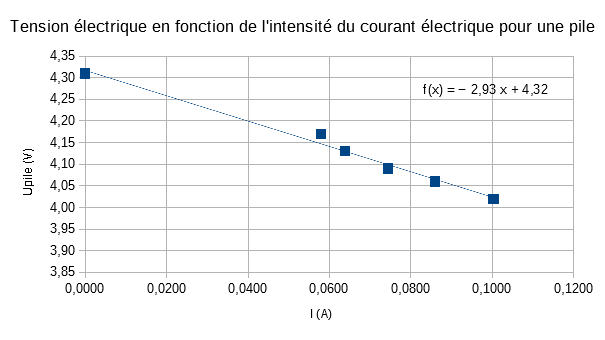 Tension électrique en fonction de l'intensité du courant électrique pour une pile
4,35
4,30
f(x) = − 2,93 x + 4,32
4,25
4,20
4,15
4,10
4,05
4,00
3,95
3,90
3,85
Upile (V)
0,0000 0,0200 0,0400 0,0600 0,0800 0,1000 0,1200
I (A)